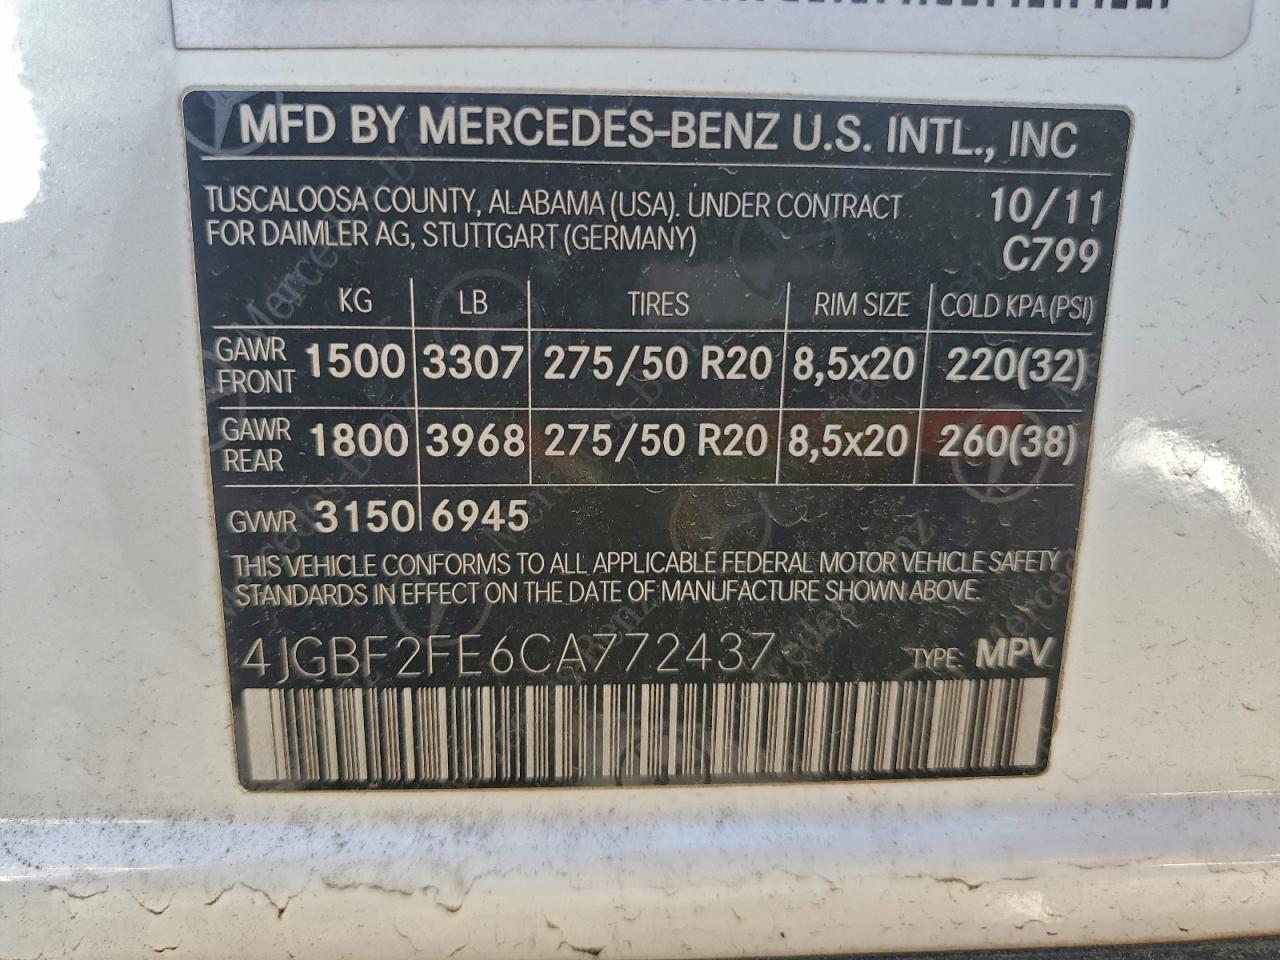 MFD BY MERCEDES-BENZ U.S. INTL., INC
TUSCALOOSA COUNTY, ALABAMA (USA). UNDER CONTRACT 10/11
FOR DAIMLER AG, STUTTGART (GERMANY) C799
KG LB TIRES RIM SIZE COLD KPA (PSI)
GAWR FRONT 1500 3307 275/50 R20 8,5x20 220(32)
GAWR REAR 1800 3968 275/50 R20 8,5x20 260(38)
GVWR 3150 6945
THIS VEHICLE CONFORMS TO ALL APPLICABLE FEDERAL MOTOR VEHICLE SAFETY
STANDARDS IN EFFECT ON THE DATE OF MANUFACTURE SHOWN ABOVE.
4JGBF2FE6CA772437 TYPE MPV